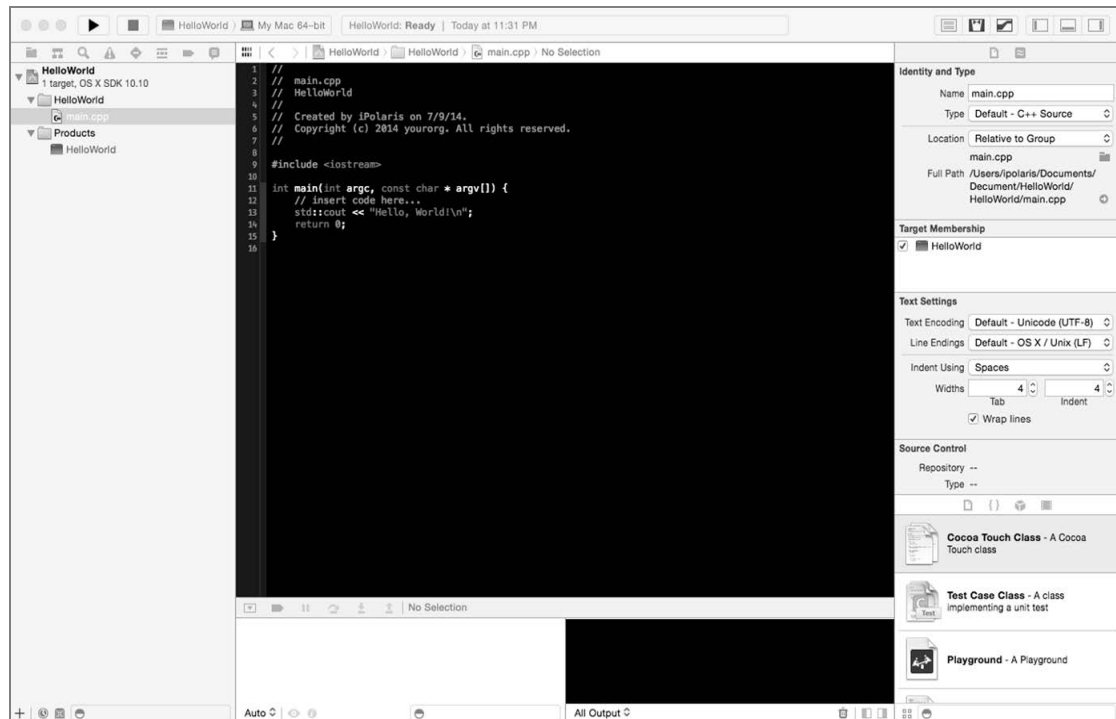 HelloWorld 〉 My Mac 64-bit
HelloWorld: Ready | Today at 11:31 PM
HelloWorld 〉 HelloWorld 〉 main.cpp 〉 No Selection
HelloWorld
1 target, OS X SDK 10.10
HelloWorld
main.cpp
Products
HelloWorld
1 //
2 // main.cpp
3 // HelloWorld
4 //
5 // Created by iPolaris on 7/9/14.
6 // Copyright (c) 2014 yourorg. All rights reserved.
7 //
8
9 #include <iostream>
10
11 int main(int argc, const char * argv[]) {
12     // insert code here...
13     std::cout << "Hello, World!\n";
14     return 0;
15 }
16
No Selection
Auto
All Output
Identity and Type
Name main.cpp
Type Default - C++ Source
Location Relative to Group
main.cpp
Full Path /Users/ipolaris/Documents/
Decument/HelloWorld/
HelloWorld/main.cpp
Target Membership
HelloWorld
Text Settings
Text Encoding Default - Unicode (UTF-8)
Line Endings Default - OS X / Unix (LF)
Indent Using Spaces
Widths 4 4
Tab Indent
Wrap lines
Source Control
Repository --
Type --
{}
Cocoa Touch Class - A Cocoa
Touch class
Test Case Class - A class
implementing a unit test
Test
Playground - A Playground